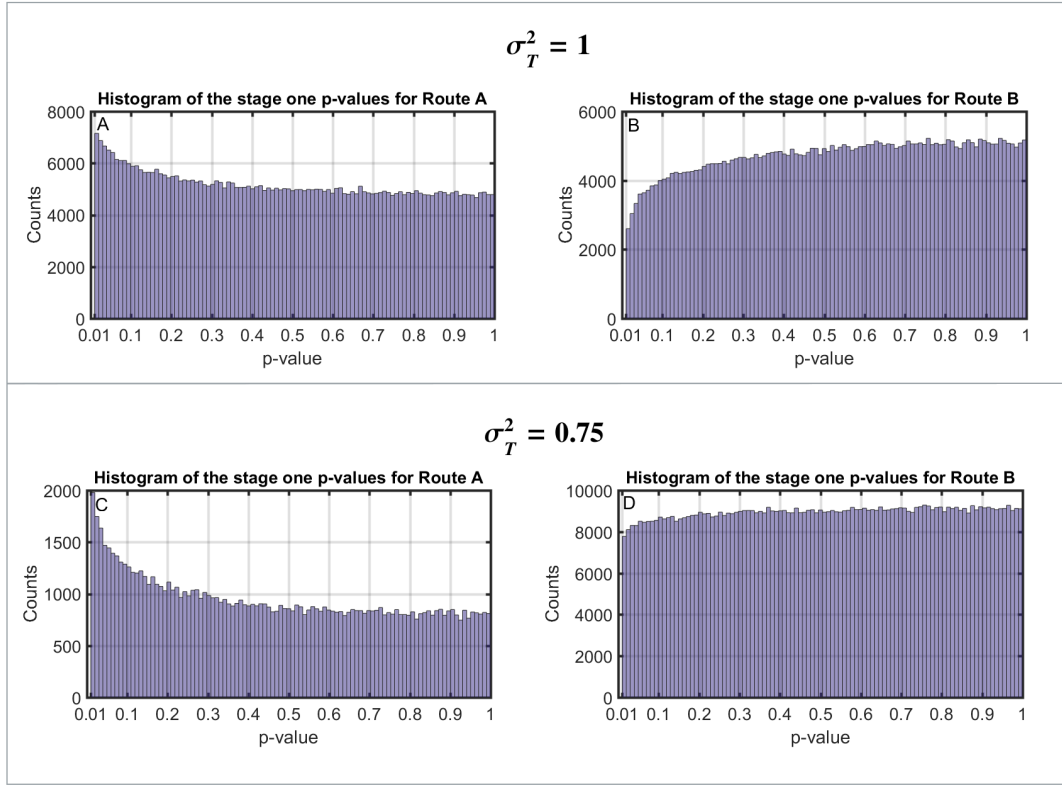 σ²_T = 1
Histogram of the stage one p-values for Route A
A
8000
6000
4000
2000
0
Counts
0.01 0.1 0.2 0.3 0.4 0.5 0.6 0.7 0.8 0.9 1
p-value
Histogram of the stage one p-values for Route B
B
6000
4000
2000
0
Counts
0.01 0.1 0.2 0.3 0.4 0.5 0.6 0.7 0.8 0.9 1
p-value
σ²_T = 0.75
Histogram of the stage one p-values for Route A
C
2000
1500
1000
500
0
Counts
0.01 0.1 0.2 0.3 0.4 0.5 0.6 0.7 0.8 0.9 1
p-value
Histogram of the stage one p-values for Route B
D
10000
8000
6000
4000
2000
0
Counts
0.01 0.1 0.2 0.3 0.4 0.5 0.6 0.7 0.8 0.9 1
p-value